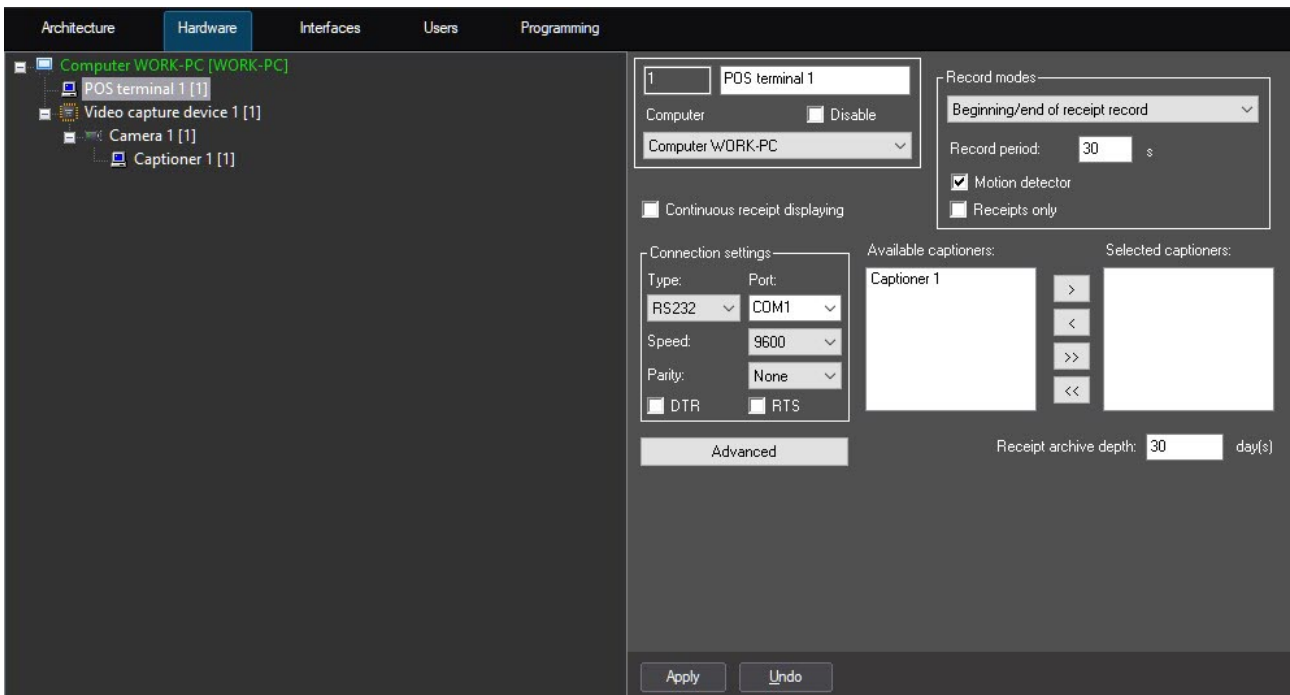 Architecture Hardware Interfaces Users Programming
Computer WORK-PC [WORK-PC]
POS terminal 1 [1]
Video capture device 1 [1]
Camera 1 [1]
Captioner 1 [1]
1 POS terminal 1
Computer Disable
Computer WORK-PC
Record modes
Beginning/end of receipt record
Record period: 30 s
Motion detector
Receipts only
Continuous receipt displaying
Connection settings
Type: Port:
RS232 COM1
Speed: 9600
Parity: None
DTR RTS
Available captioners: Selected captioners:
Captioner 1
>
<
>>
<<
Advanced
Receipt archive depth: 30 day(s)
Apply Undo